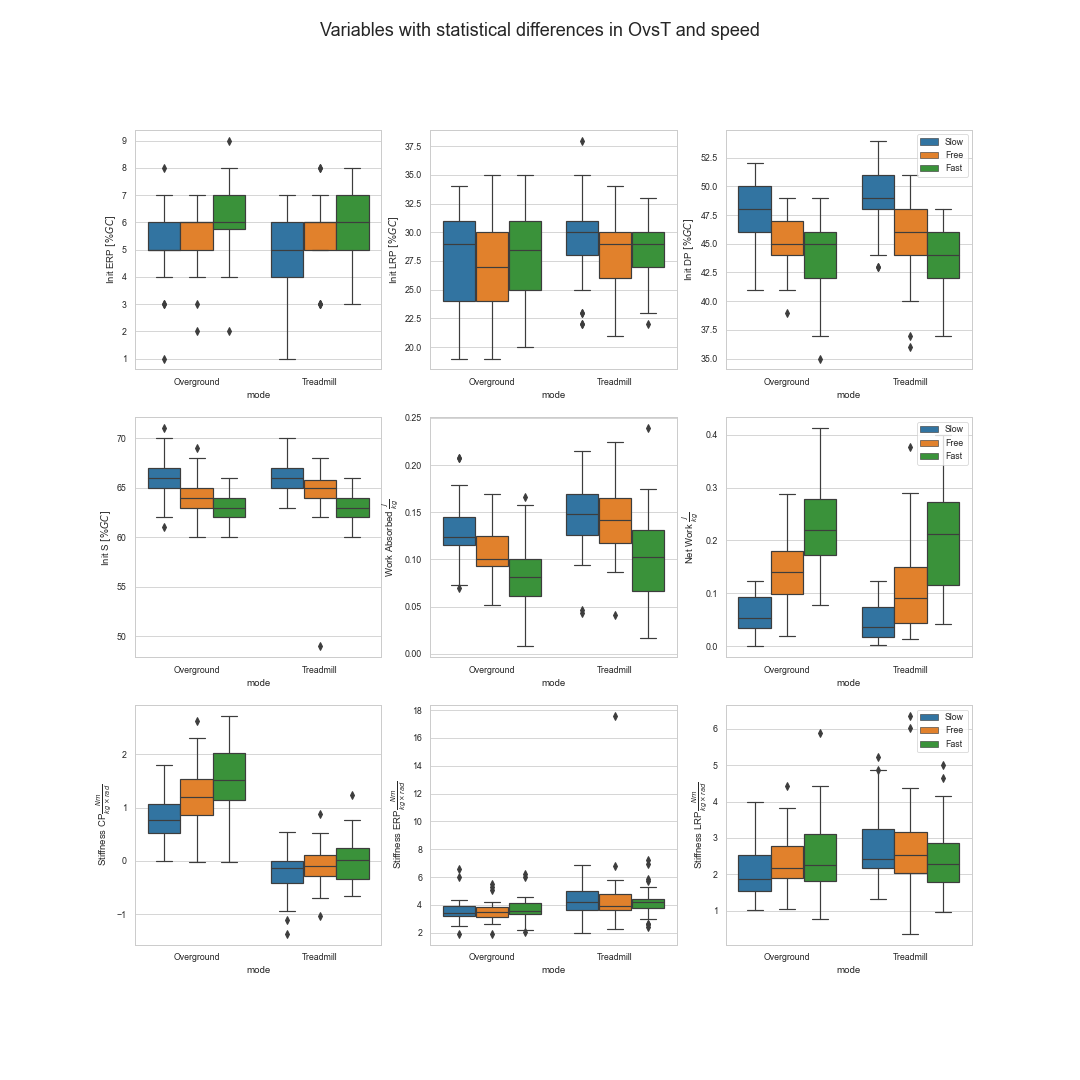 Variables with statistical differences in OvsT and speed
Init ERP [%GC]
9
8
7
6
5
4
3
2
1
Overground Treadmill
mode
Init LRP [%GC]
37.5
35.0
32.5
30.0
27.5
25.0
22.5
20.0
Overground Treadmill
mode
Init DP [%GC]
52.5
50.0
47.5
45.0
42.5
40.0
37.5
35.0
Slow
Free
Fast
Overground Treadmill
mode
Init S [%GC]
70
65
60
55
50
Overground Treadmill
mode
Work Absorbed J/kg
0.25
0.20
0.15
0.10
0.05
0.00
Overground Treadmill
mode
Net Work J/kg
0.4
0.3
0.2
0.1
0.0
Slow
Free
Fast
Overground Treadmill
mode
Stiffness CP Nm/kg × rad
2
1
0
−1
Overground Treadmill
mode
Stiffness ERP Nm/kg × rad
18
16
14
12
10
8
6
4
2
Overground Treadmill
mode
Stiffness LRP Nm/kg × rad
6
5
4
3
2
1
Slow
Free
Fast
Overground Treadmill
mode